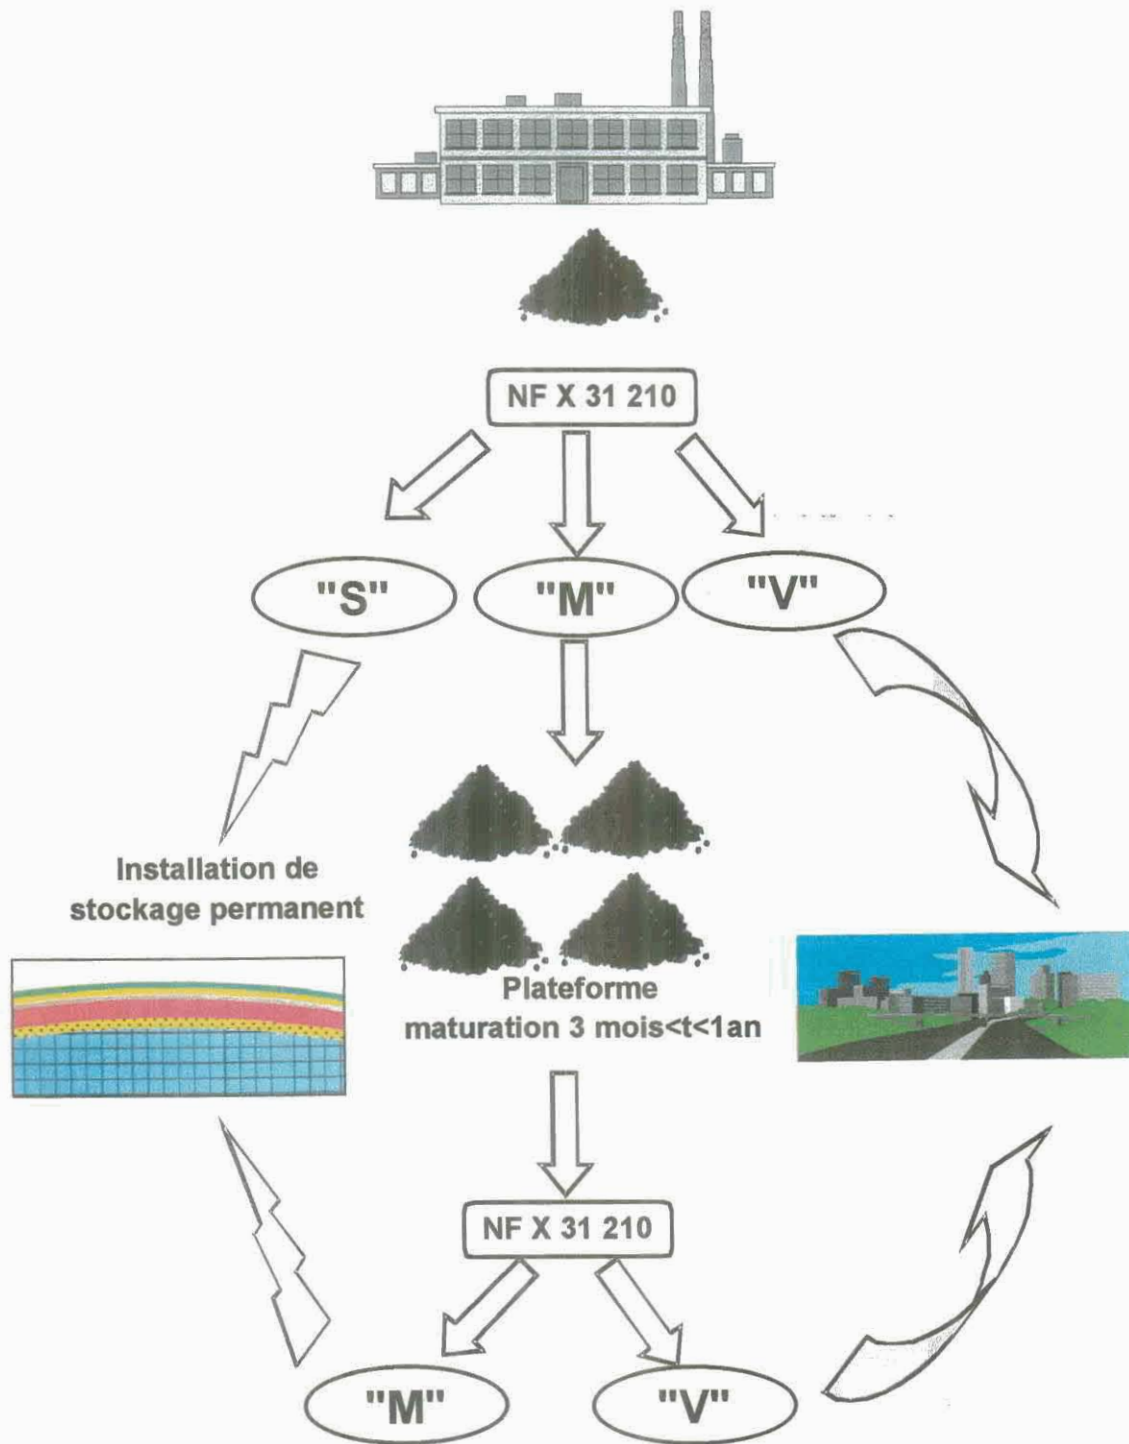 NF X 31 210
"S"
"M"
"V"
Installation de
stockage permanent
Plateforme
maturation 3 mois<t<1an
NF X 31 210
"M"
"V"